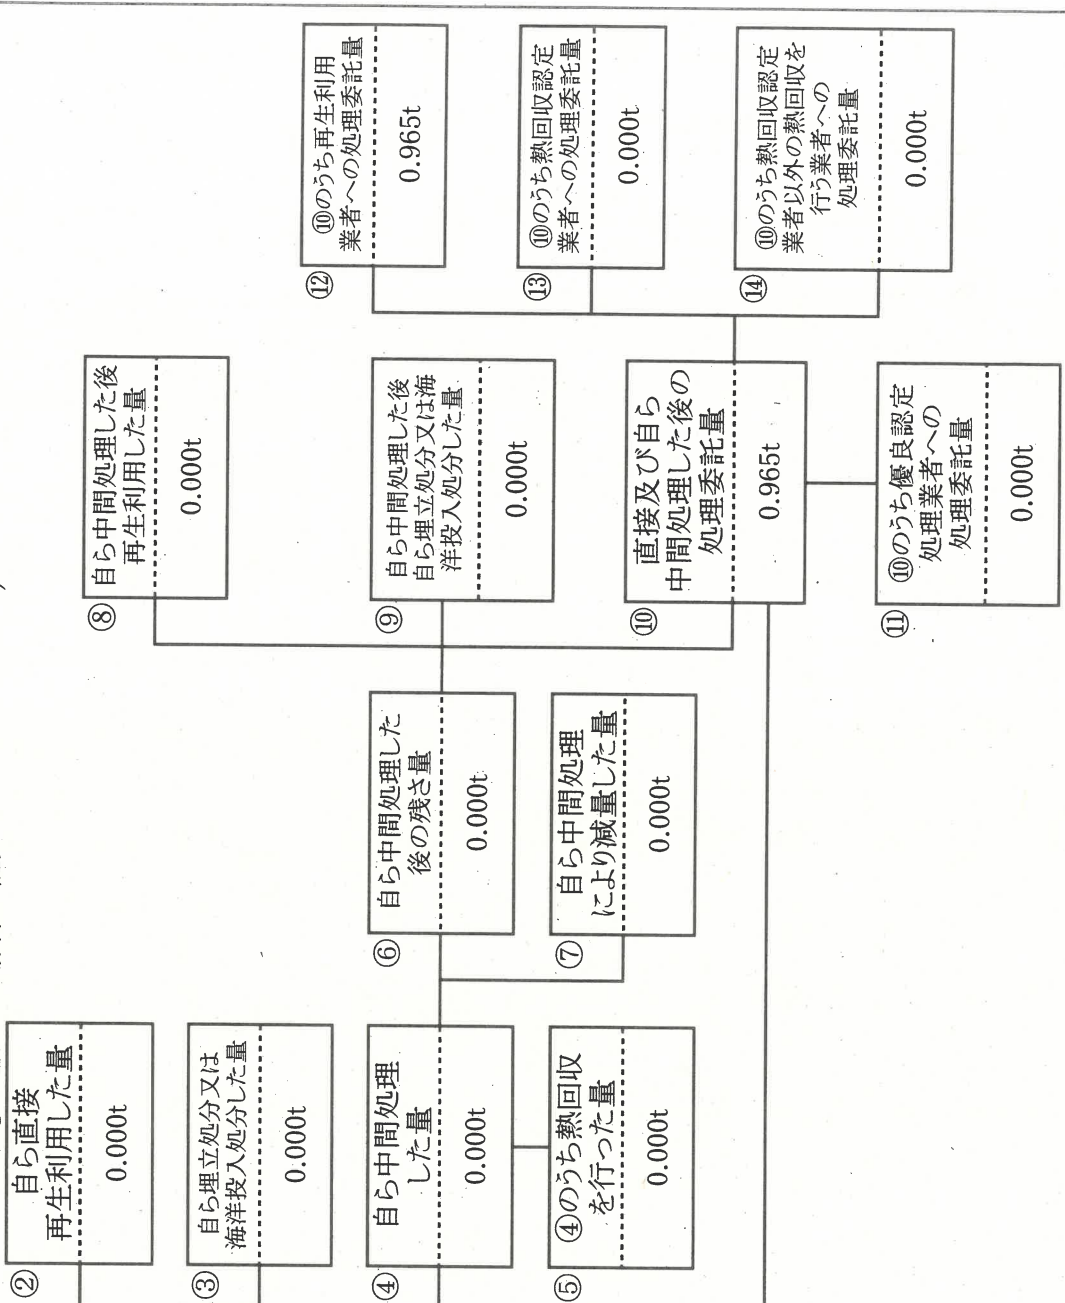 ②
自ら直接
再生利用した量
0.000t
③
自ら埋立処分又は
海洋投入処分した量
0.000t
④
自ら中間処理
した量
0.000t
⑤
④のうち熱回収
を行った量
0.000t
⑥
自ら中間処理した
後の残さ量
0.000t
⑦
自ら中間処理
により減量した量
0.000t
⑧
自ら中間処理した後
再生利用した量
0.000t
⑨
自ら中間処理した後
自ら埋立処分又は海
洋投入処分した量
0.000t
⑩
直接及び自ら
中間処理した後の
処理委託量
0.965t
⑪
⑩のうち優良認定
処理業者への
処理委託量
0.000t
⑫
⑩のうち再生利用
業者への処理委託量
0.965t
⑬
⑩のうち熱回収認定
業者への処理委託量
0.000t
⑭
⑩のうち熱回収認定
業者以外の熱回収を
行う業者への
処理委託量
0.000t